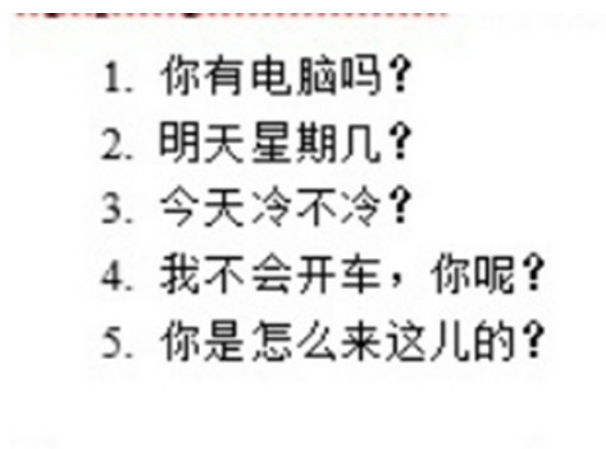 1. 你有电脑吗？
2. 明天星期几？
3. 今天冷不冷？
4. 我不会开车，你呢？
5. 你是怎么来这儿的？